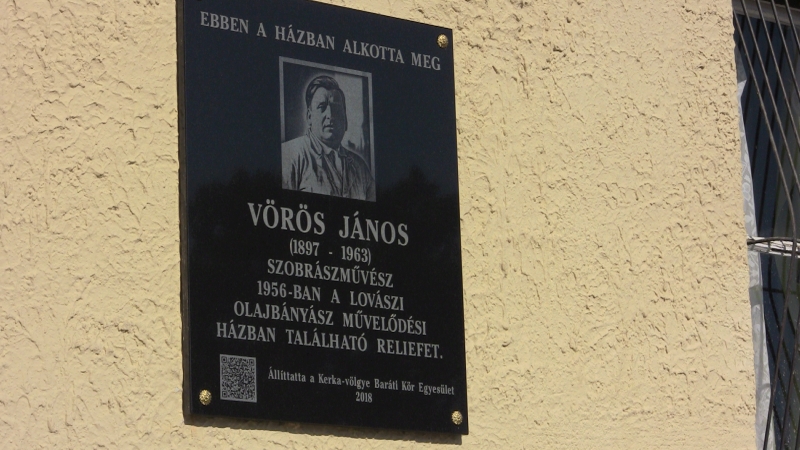 EBBEN A HÁZBAN ALKOTTA MEG
VÖRÖS JÁNOS
(1897 - 1963)
SZOBRÁSZMŰVÉSZ
1956-BAN A LOVÁSZI
OLAJBÁNYÁSZ MŰVELŐDÉSI
HÁZBAN TALÁLHATÓ RELIEFET.
Állíttatta a Kerka-völgye Baráti Kör Egyesület
2018